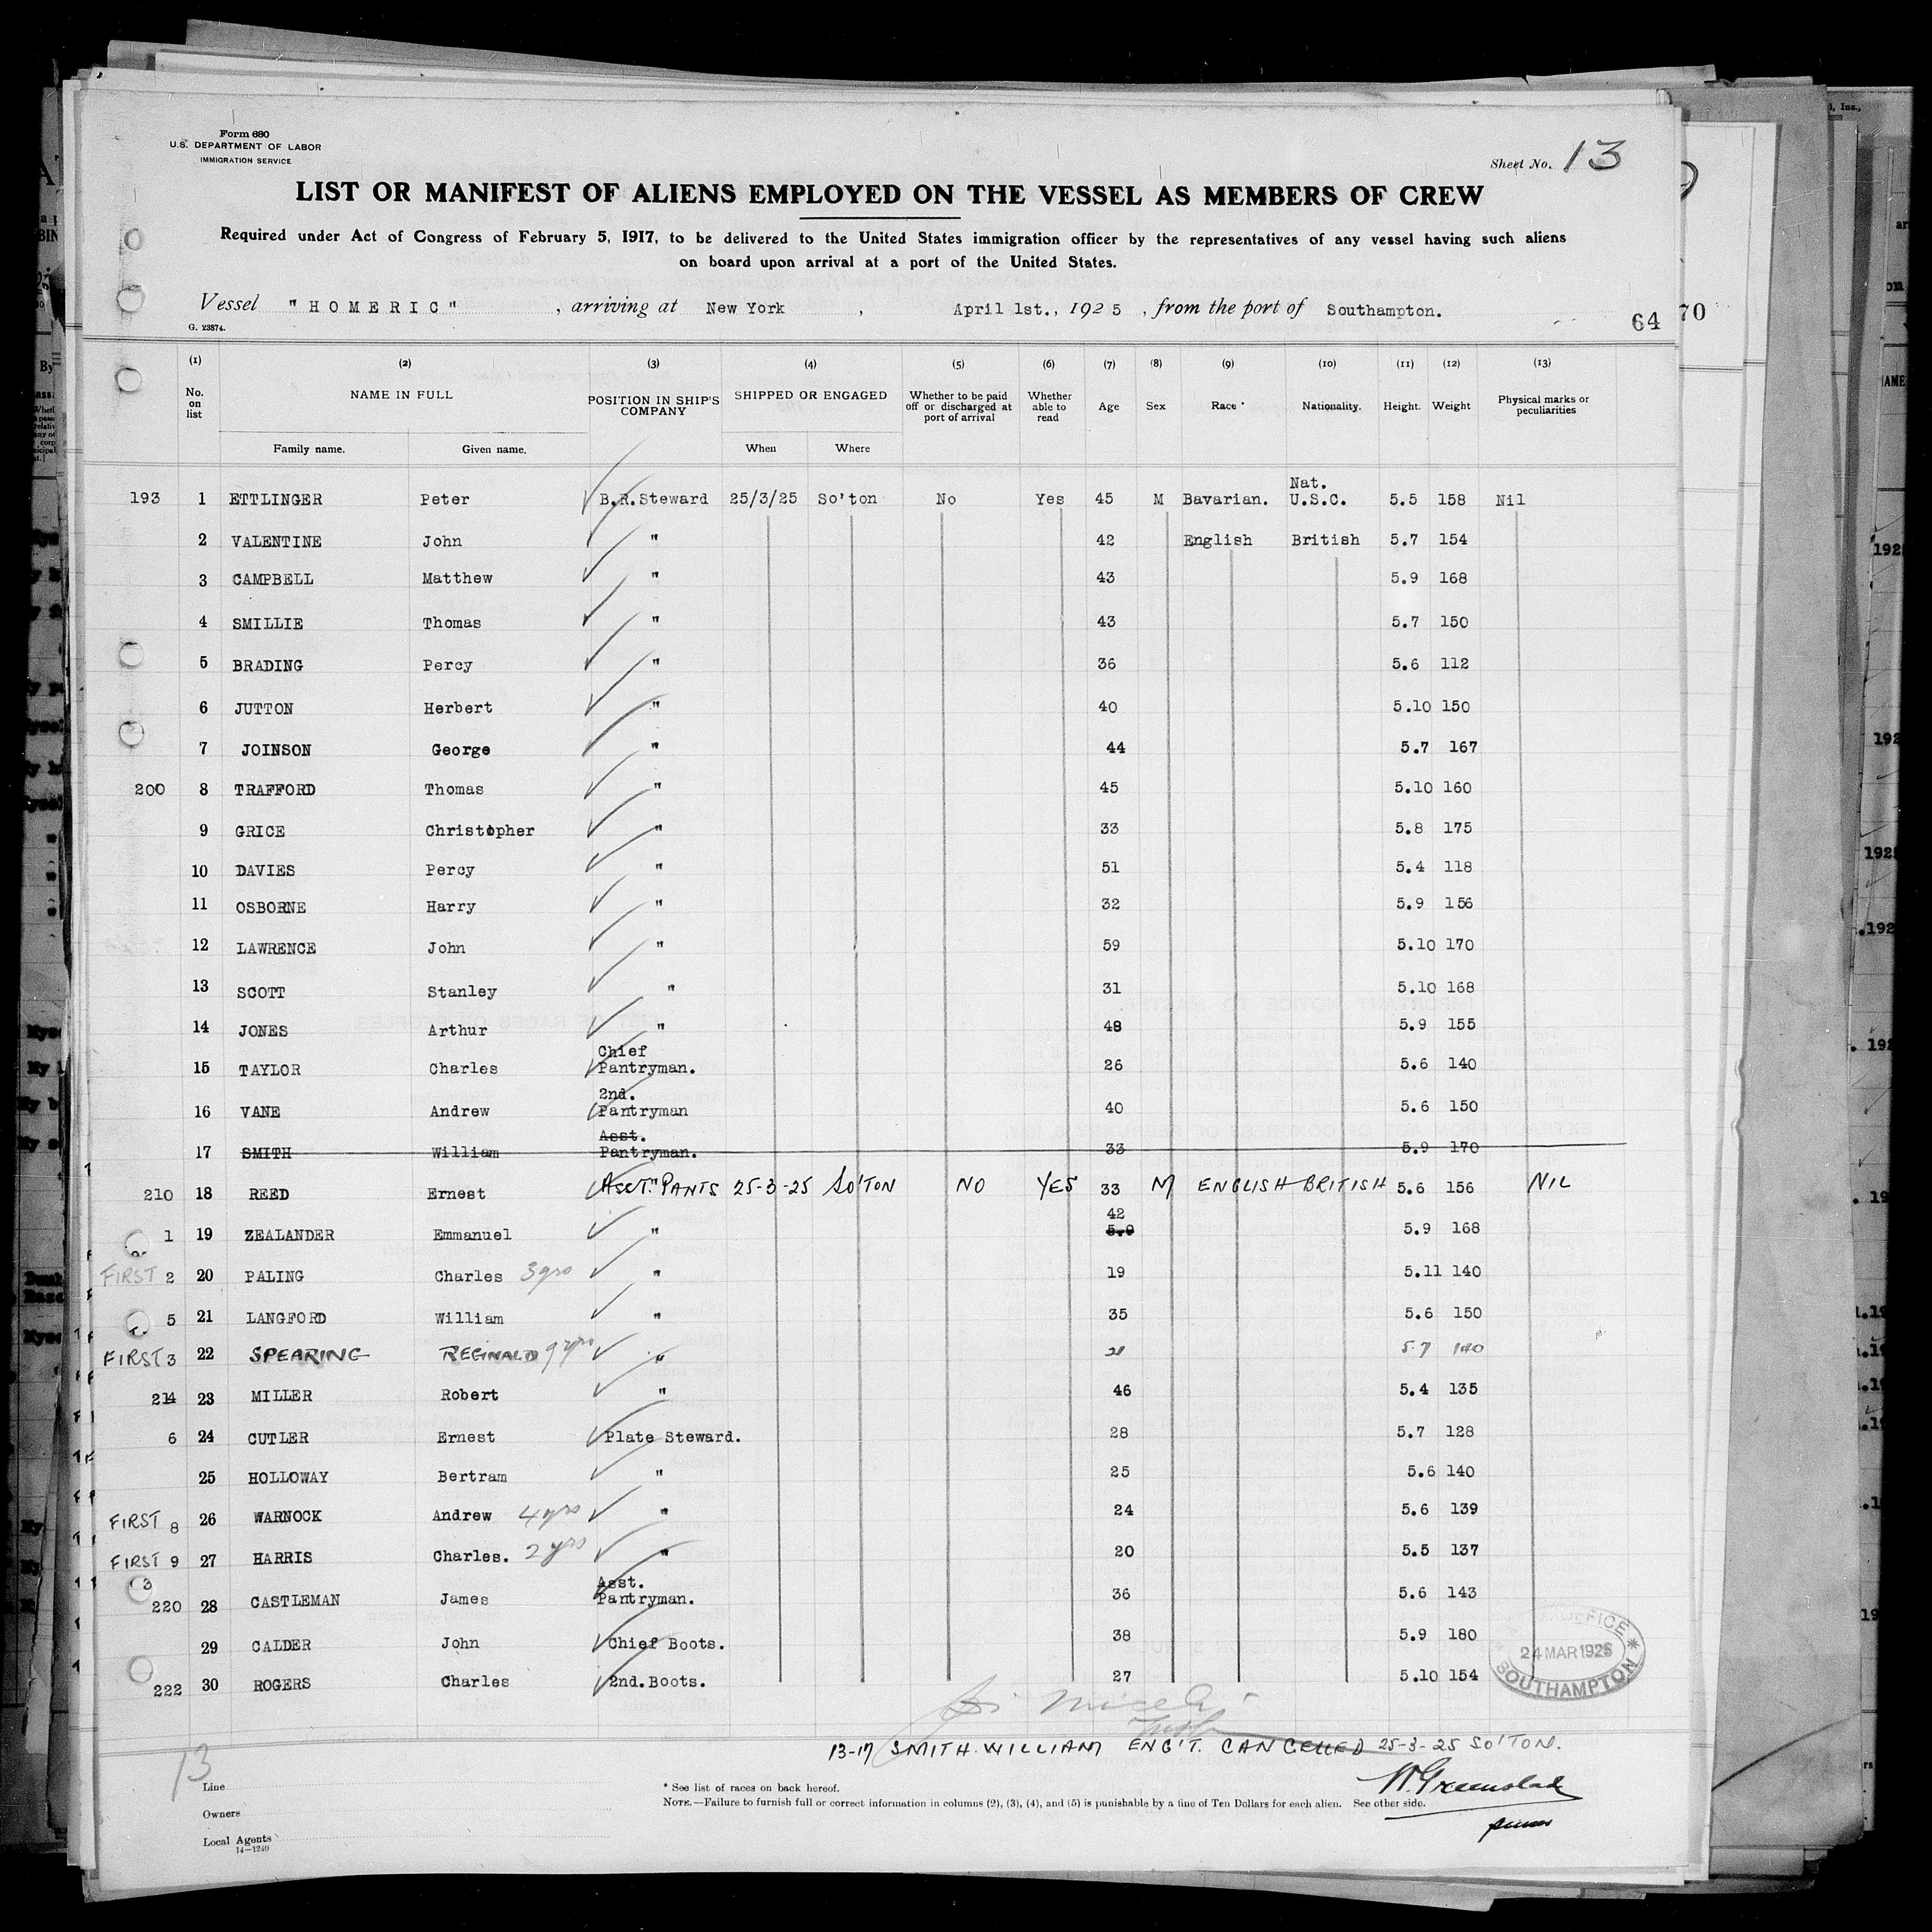 Form 680
U.S. DEPARTMENT OF LABOR
IMMIGRATION SERVICE
Sheet No. 13
LIST OR MANIFEST OF ALIENS EMPLOYED ON THE VESSEL AS MEMBERS OF CREW
Required under Act of Congress of February 5, 1917, to be delivered to the United States immigration officer by the representatives of any vessel having such aliens
on board upon arrival at a port of the United States.
Vessel "HOMERIC", arriving at New York, April 1st., 1925, from the port of Southampton.
G. 23874.
64 70
(1) (2) (3) (4) (5) (6) (7) (8) (9) (10) (11) (12) (13)
No. on list NAME IN FULL POSITION IN SHIP'S COMPANY SHIPPED OR ENGAGED Whether to be paid off or discharged at port of arrival Whether able to read Age Sex Race * Nationality. Height. Weight Physical marks or peculiarities
Family name. Given name. When Where
193 1 ETTLINGER Peter B.R.Steward 25/3/25 So'ton No Yes 45 M Bavarian. Nat. U.S.C. 5.5 158 Nil
2 VALENTINE John " 42 English British 5.7 154
3 CAMPBELL Matthew " 43 5.9 168
4 SMILLIE Thomas " 43 5.7 150
5 BRADING Percy " 36 5.6 112
6 JUTTON Herbert " 40 5.10 150
7 JOINSON George " 44 5.7 167
200 8 TRAFFORD Thomas " 45 5.10 160
9 GRICE Christopher " 33 5.8 175
10 DAVIES Percy " 51 5.4 118
11 OSBORNE Harry " 32 5.9 156
12 LAWRENCE John " 59 5.10 170
13 SCOTT Stanley " 31 5.10 168
14 JONES Arthur " 48 5.9 155
15 TAYLOR Charles Chief Pantryman. 26 5.6 140
16 VANE Andrew 2nd. Pantryman 40 5.6 150
17 SMITH William Asst. Pantryman. 33 5.9 170
210 18 REED Ernest ASST. PANTS 25-3-25 SO'TON NO YES 33 M ENGLISH BRITISH 5.6 156 NIL
1 19 ZEALANDER Emmanuel " 42 5.9 5.9 168
FIRST 2 20 PALING Charles 3yrs " 19 5.11 140
5 21 LANGFORD William " 35 5.6 150
FIRST 3 22 SPEARING REGINALD 9yrs " 21 5.7 140
214 23 MILLER Robert " 46 5.4 135
6 24 CUTLER Ernest Plate Steward. 28 5.7 128
25 HOLLOWAY Bertram " 25 5.6 140
FIRST 8 26 WARNOCK Andrew 4yrs " 24 5.6 139
FIRST 9 27 HARRIS Charles. 2yrs " 20 5.5 137
220 28 CASTLEMAN James Asst. Pantryman. 36 5.6 143
29 CALDER John Chief Boots. 38 5.9 180
222 30 ROGERS Charles 2nd.Boots. 27 5.10 154
OFFICE
24 MAR 1925
SOUTHAMPTON
13-17 SMITH. WILLIAM ENG'T. CANCELLED 25-3-25 SO'TON.
13
Line
Owners
Local Agents
14—1240
* See list of races on back hereof.
NOTE.—Failure to furnish full or correct information in columns (2), (3), (4), and (5) is punishable by a fine of Ten Dollars for each alien. See other side.